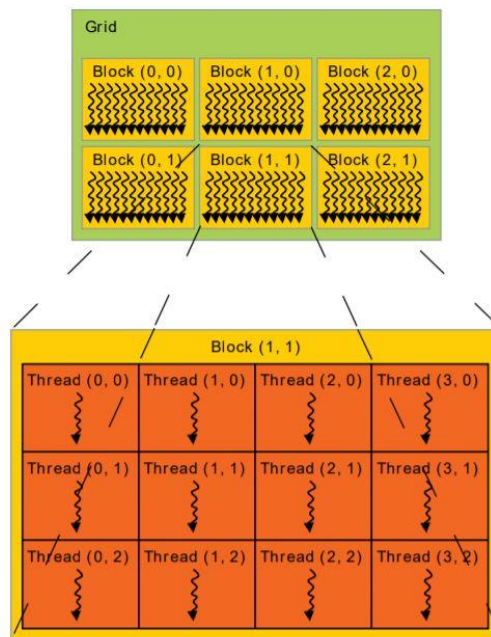 Grid
Block (0, 0) Block (1, 0) Block (2, 0)
Block (0, 1) Block (1, 1) Block (2, 1)
Block (1, 1)
Thread (0, 0) Thread (1, 0) Thread (2, 0) Thread (3, 0)
Thread (0, 1) Thread (1, 1) Thread (2, 1) Thread (3, 1)
Thread (0, 2) Thread (1, 2) Thread (2, 2) Thread (3, 2)